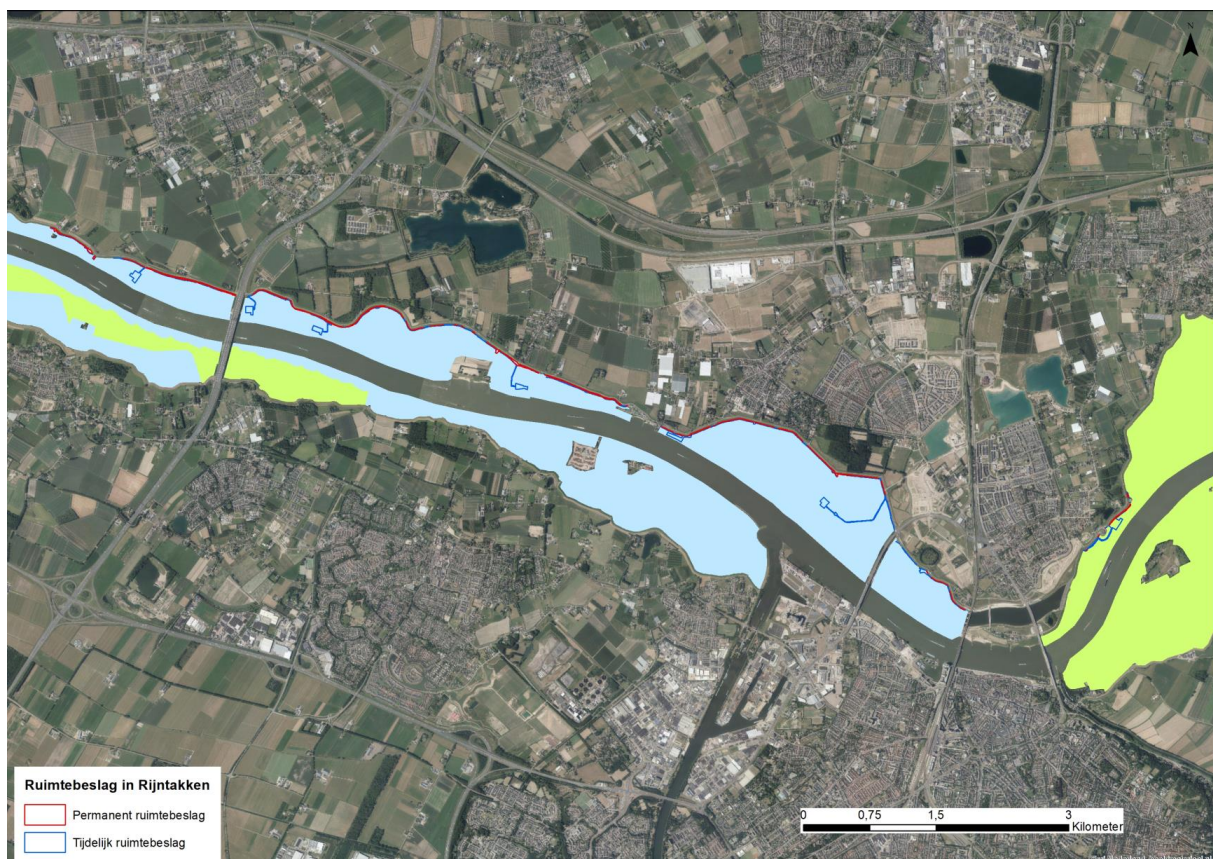 Z
Ruimtebeslag in Rijntakken
Permanent ruimtebeslag
Tijdelijk ruimtebeslag
0 0,75 1,5 3
Kilometer